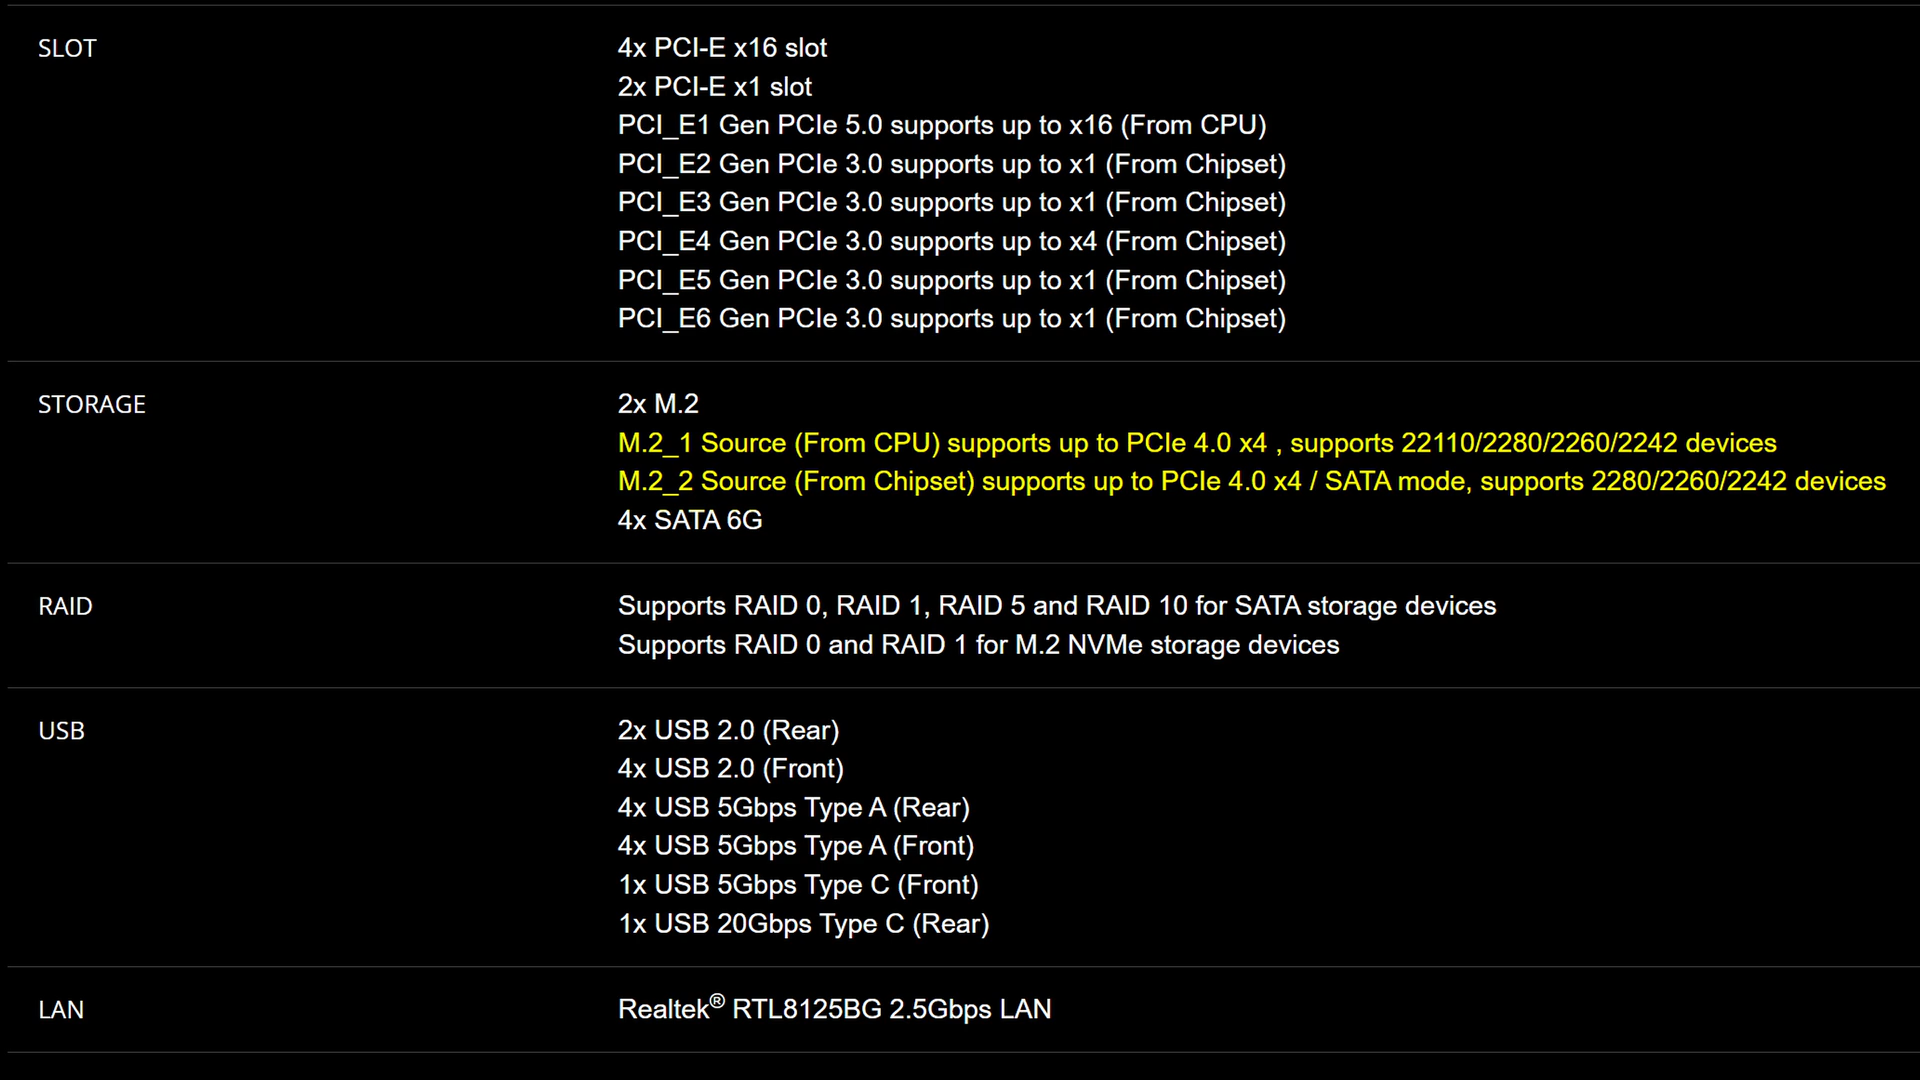 SLOT
4x PCI-E x16 slot
2x PCI-E x1 slot
PCI_E1 Gen PCIe 5.0 supports up to x16 (From CPU)
PCI_E2 Gen PCIe 3.0 supports up to x1 (From Chipset)
PCI_E3 Gen PCIe 3.0 supports up to x1 (From Chipset)
PCI_E4 Gen PCIe 3.0 supports up to x4 (From Chipset)
PCI_E5 Gen PCIe 3.0 supports up to x1 (From Chipset)
PCI_E6 Gen PCIe 3.0 supports up to x1 (From Chipset)
STORAGE
2x M.2
M.2_1 Source (From CPU) supports up to PCIe 4.0 x4 , supports 22110/2280/2260/2242 devices
M.2_2 Source (From Chipset) supports up to PCIe 4.0 x4 / SATA mode, supports 2280/2260/2242 devices
4x SATA 6G
RAID
Supports RAID 0, RAID 1, RAID 5 and RAID 10 for SATA storage devices
Supports RAID 0 and RAID 1 for M.2 NVMe storage devices
USB
2x USB 2.0 (Rear)
4x USB 2.0 (Front)
4x USB 5Gbps Type A (Rear)
4x USB 5Gbps Type A (Front)
1x USB 5Gbps Type C (Front)
1x USB 20Gbps Type C (Rear)
LAN
Realtek® RTL8125BG 2.5Gbps LAN